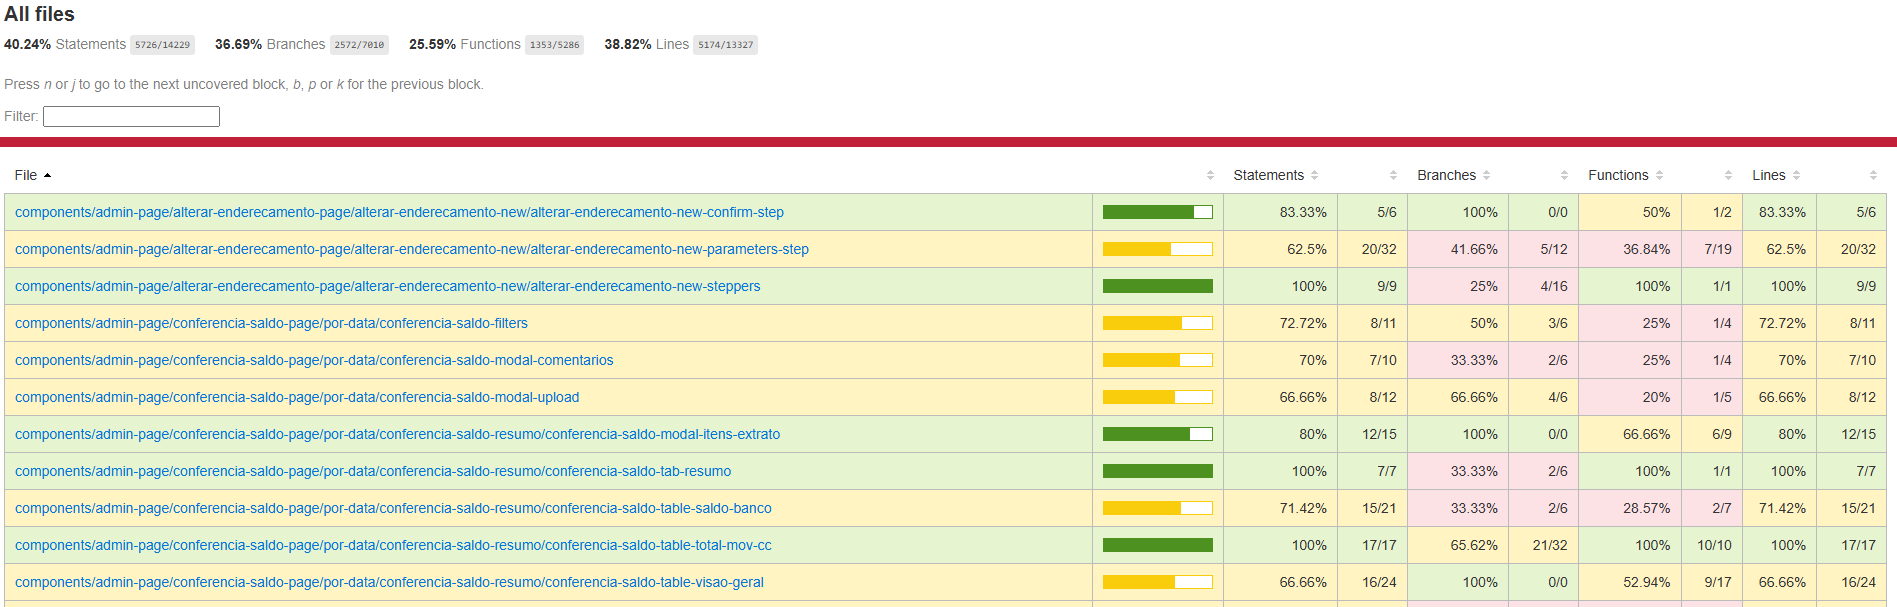 All files
40.24% Statements 5726/14229 36.69% Branches 2572/7010 25.59% Functions 1353/5286 38.82% Lines 5174/13327
Press n or j to go to the next uncovered block, b, p or k for the previous block.
Filter:
File Statements Branches Functions Lines
components/admin-page/alterar-enderecamento-page/alterar-enderecamento-new/alterar-enderecamento-new-confirm-step 83.33% 5/6 100% 0/0 50% 1/2 83.33% 5/6
components/admin-page/alterar-enderecamento-page/alterar-enderecamento-new/alterar-enderecamento-new-parameters-step 62.5% 20/32 41.66% 5/12 36.84% 7/19 62.5% 20/32
components/admin-page/alterar-enderecamento-page/alterar-enderecamento-new/alterar-enderecamento-new-steppers 100% 9/9 25% 4/16 100% 1/1 100% 9/9
components/admin-page/conferencia-saldo-page/por-data/conferencia-saldo-filters 72.72% 8/11 50% 3/6 25% 1/4 72.72% 8/11
components/admin-page/conferencia-saldo-page/por-data/conferencia-saldo-modal-comentarios 70% 7/10 33.33% 2/6 25% 1/4 70% 7/10
components/admin-page/conferencia-saldo-page/por-data/conferencia-saldo-modal-upload 66.66% 8/12 66.66% 4/6 20% 1/5 66.66% 8/12
components/admin-page/conferencia-saldo-page/por-data/conferencia-saldo-resumo/conferencia-saldo-modal-itens-extrato 80% 12/15 100% 0/0 66.66% 6/9 80% 12/15
components/admin-page/conferencia-saldo-page/por-data/conferencia-saldo-resumo/conferencia-saldo-tab-resumo 100% 7/7 33.33% 2/6 100% 1/1 100% 7/7
components/admin-page/conferencia-saldo-page/por-data/conferencia-saldo-resumo/conferencia-saldo-table-saldo-banco 71.42% 15/21 33.33% 2/6 28.57% 2/7 71.42% 15/21
components/admin-page/conferencia-saldo-page/por-data/conferencia-saldo-resumo/conferencia-saldo-table-total-mov-cc 100% 17/17 65.62% 21/32 100% 10/10 100% 17/17
components/admin-page/conferencia-saldo-page/por-data/conferencia-saldo-resumo/conferencia-saldo-table-visao-geral 66.66% 16/24 100% 0/0 52.94% 9/17 66.66% 16/24